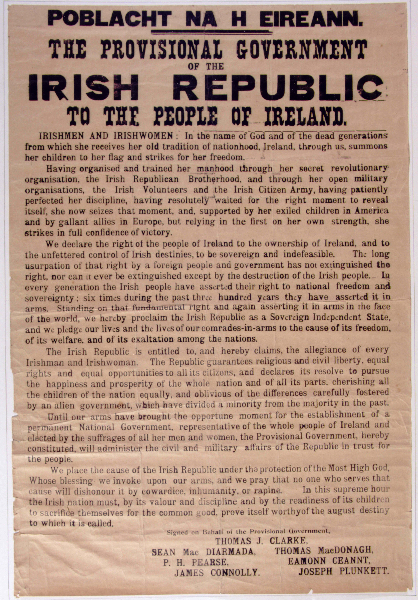 POBLACHT NA H EIREANN.
THE PROVISIONAL GOVERNMENT
OF THE
IRISH REPUBLIC
TO THE PEOPLE OF IRELAND.
IRISHMEN AND IRISHWOMEN : In the name of God and of the dead generations
from which she receives her old tradition of nationhood, Ireland, through us, summons
her children to her flag and strikes for her freedom.
Having organised and trained her manhood through her secret revolutionary
organisation, the Irish Republican Brotherhood, and through her open military
organisations, the Irish Volunteers and the Irish Citizen Army, having patiently
perfected her discipline, having resolutely waited for the right moment to reveal
itself, she now seizes that moment, and, supported by her exiled children in America
and by gallant allies in Europe, but relying in the first on her own strength, she
strikes in full confidence of victory.
We declare the right of the people of Ireland to the ownership of Ireland, and to
the unfettered control of Irish destinies, to be sovereign and indefeasible. The long
usurpation of that right by a foreign people and government has not extinguished the
right, nor can it ever be extinguished except by the destruction of the Irish people. In
every generation the Irish people have asserted their right to national freedom and
sovereignty ; six times during the past three hundred years they have asserted it in
arms. Standing on that fundamental right and again asserting it in arms in the face
of the world, we hereby proclaim the Irish Republic as a Sovereign Independent State,
and we pledge our lives and the lives of our comrades-in-arms to the cause of its freedom,
of its welfare, and of its exaltation among the nations.
The Irish Republic is entitled to, and hereby claims, the allegiance of every
Irishman and Irishwoman. The Republic guarantees religious and civil liberty, equal
rights and equal opportunities to all its citizens, and declares its resolve to pursue
the happiness and prosperity of the whole nation and of all its parts, cherishing all
the children of the nation equally, and oblivious of the differences carefully fostered
by an alien government, which have divided a minority from the majority in the past.
Until our arms have brought the opportune moment for the establishment of a
permanent National Government, representative of the whole people of Ireland and
elected by the suffrages of all her men and women, the Provisional Government, hereby
constituted, will administer the civil and military affairs of the Republic in trust for
the people.
We place the cause of the Irish Republic under the protection of the Most High God,
Whose blessing we invoke upon our arms, and we pray that no one who serves that
cause will dishonour it by cowardice, inhumanity, or rapine. In this supreme hour
the Irish nation must, by its valour and discipline and by the readiness of its children
to sacrifice themselves for the common good, prove itself worthy of the august destiny
to which it is called.
Signed on Behalf of the Provisional Government,
THOMAS J. CLARKE,
SEAN Mac DIARMADA, THOMAS MacDONAGH,
P. H. PEARSE, EAMONN CEANNT,
JAMES CONNOLLY, JOSEPH PLUNKETT.